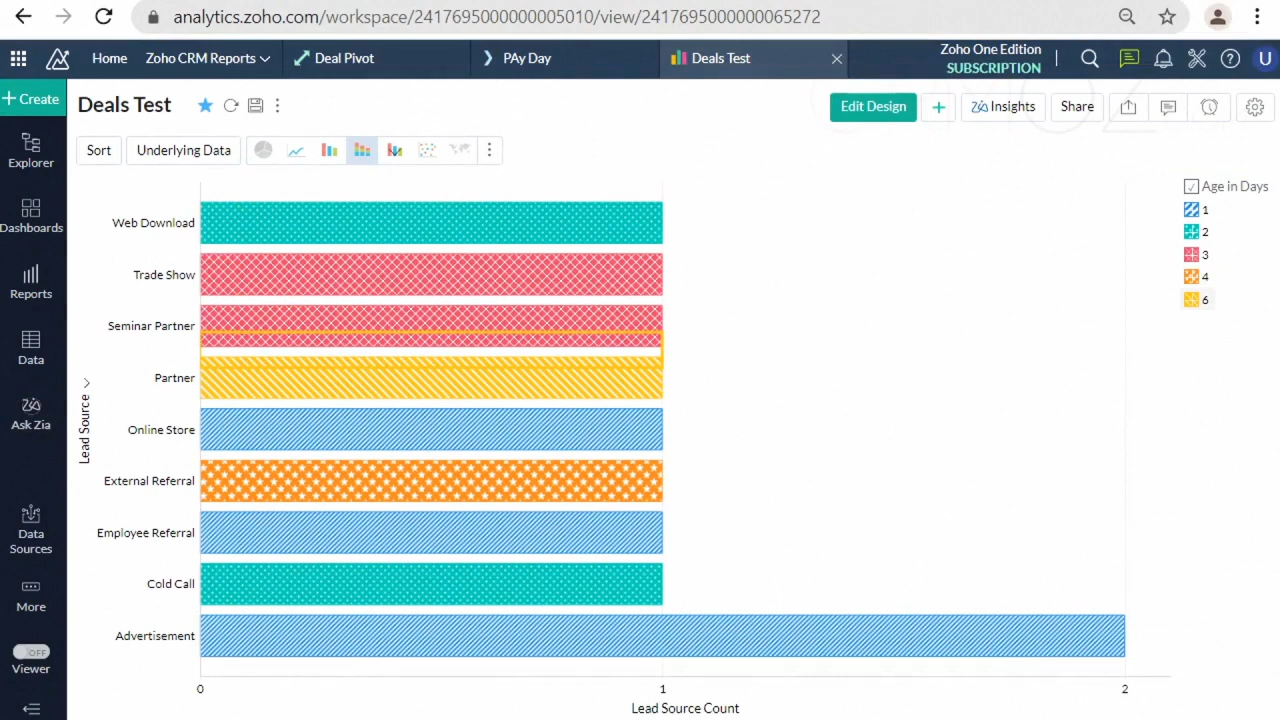 analytics.zoho.com/workspace/2417695000000005010/view/2417695000000065272
Home Zoho CRM Reports Deal Pivot PAy Day Deals Test Zoho One Edition SUBSCRIPTION U
Create
Deals Test Edit Design + Insights Share
Sort Underlying Data
Explorer
Dashboards
Reports
Data
Ask Zia
Data
Sources
More
OFF
Viewer
Lead Source
Web Download
Trade Show
Seminar Partner
Partner
Online Store
External Referral
Employee Referral
Cold Call
Advertisement
0 1 2
Lead Source Count
Age in Days
1
2
3
4
6